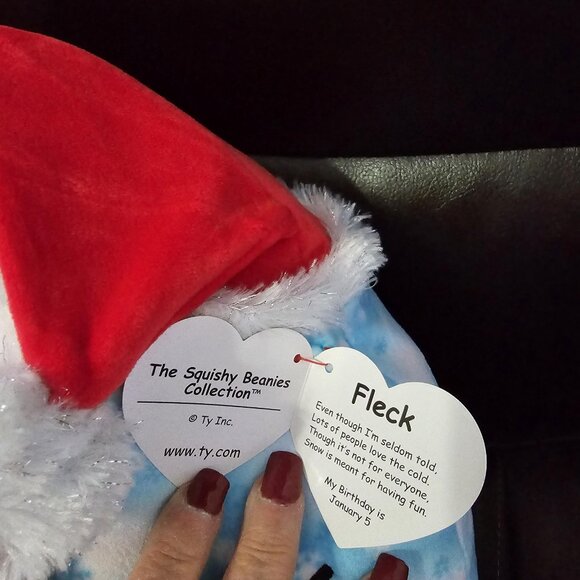 The Squishy Beanies
Collection™
© Ty Inc.
www.ty.com
Fleck
Even though I'm seldom told,
Lots of people love the cold.
Though it's not for everyone,
Snow is meant for having fun.
My Birthday is
January 5